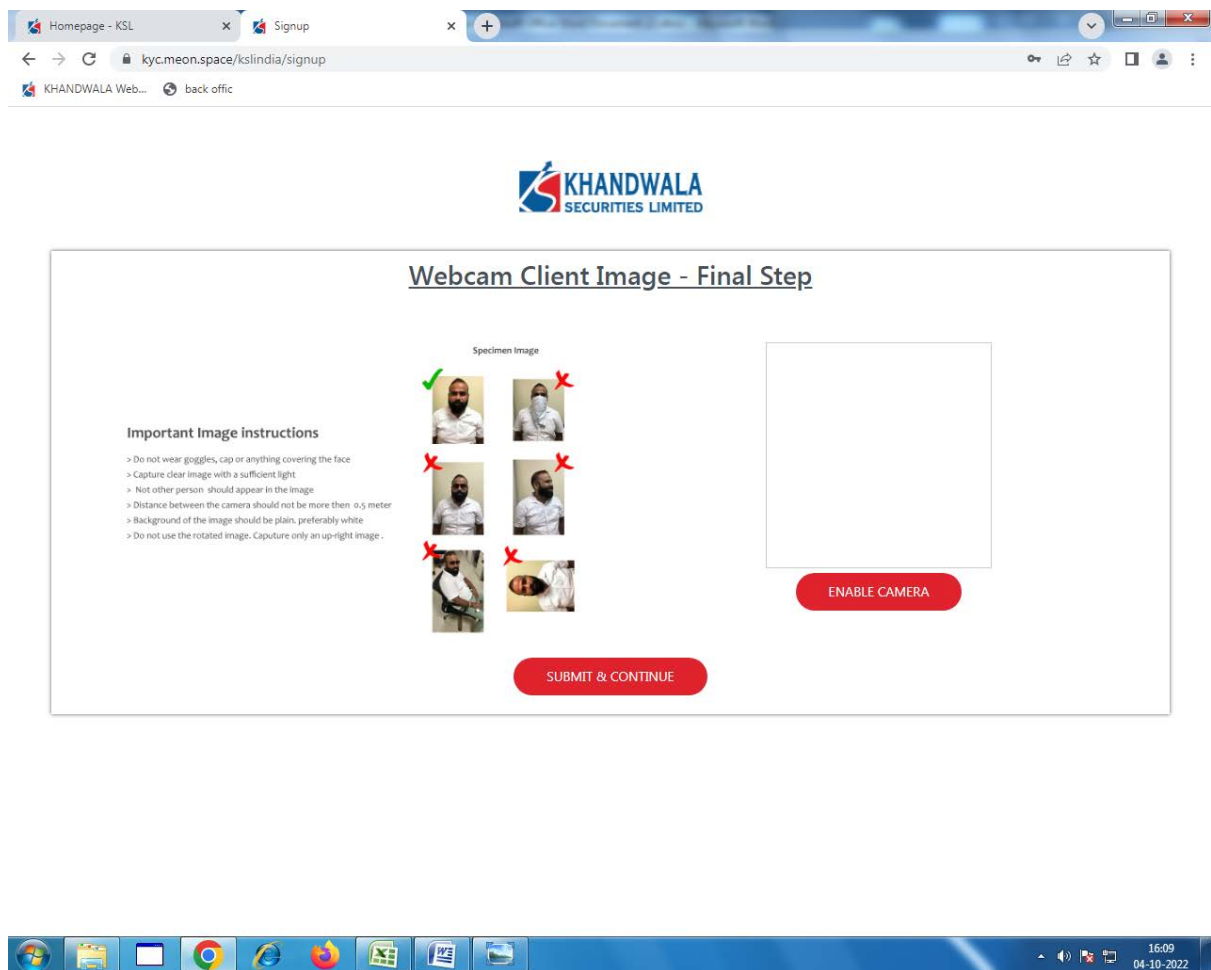 Homepage - KSL
Signup
kyc.meon.space/kslindia/signup
KHANDWALA Web...
back offic
KHANDWALA
SECURITIES LIMITED
Webcam Client Image - Final Step
Specimen Image
Important Image instructions
> Do not wear goggles, cap or anything covering the face
> Capture clear image with a sufficient light
> Not other person should appear in the image
> Distance between the camera should not be more then 0.5 meter
> Background of the image should be plain, preferably white
> Do not use the rotated image. Caputure only an up-right image .
ENABLE CAMERA
SUBMIT & CONTINUE
16:09
04-10-2022